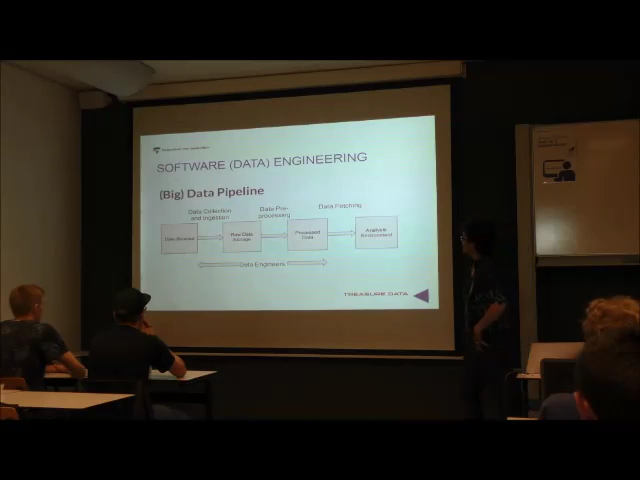 SOFTWARE (DATA) ENGINEERING
(Big) Data Pipeline
Data Collection
and Ingestion
Data Pre-
processing
Data Fetching
Data Sources
Raw Data
Storage
Processed
Data
Analysis
Environment
Data Engineers
TREASURE DATA